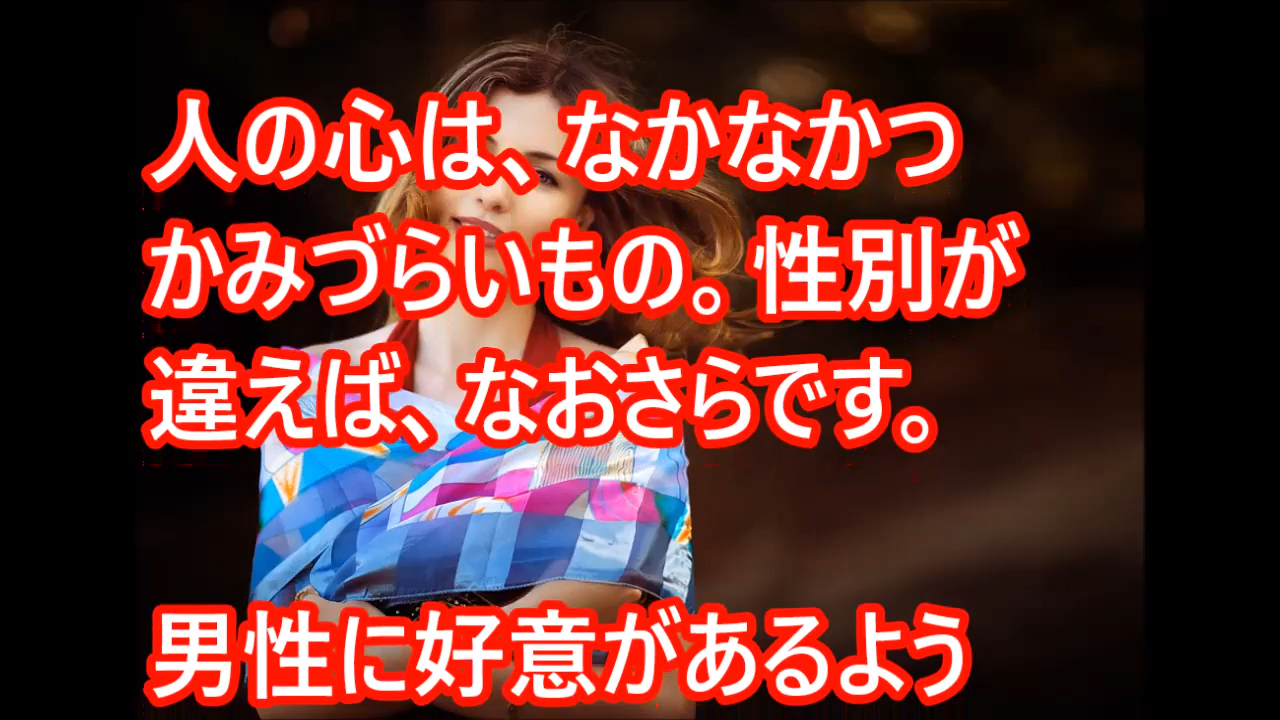 人の心は、なかなかつ
かみづらいもの。性別が
違えば、なおさらです。
男性に好意があるよう